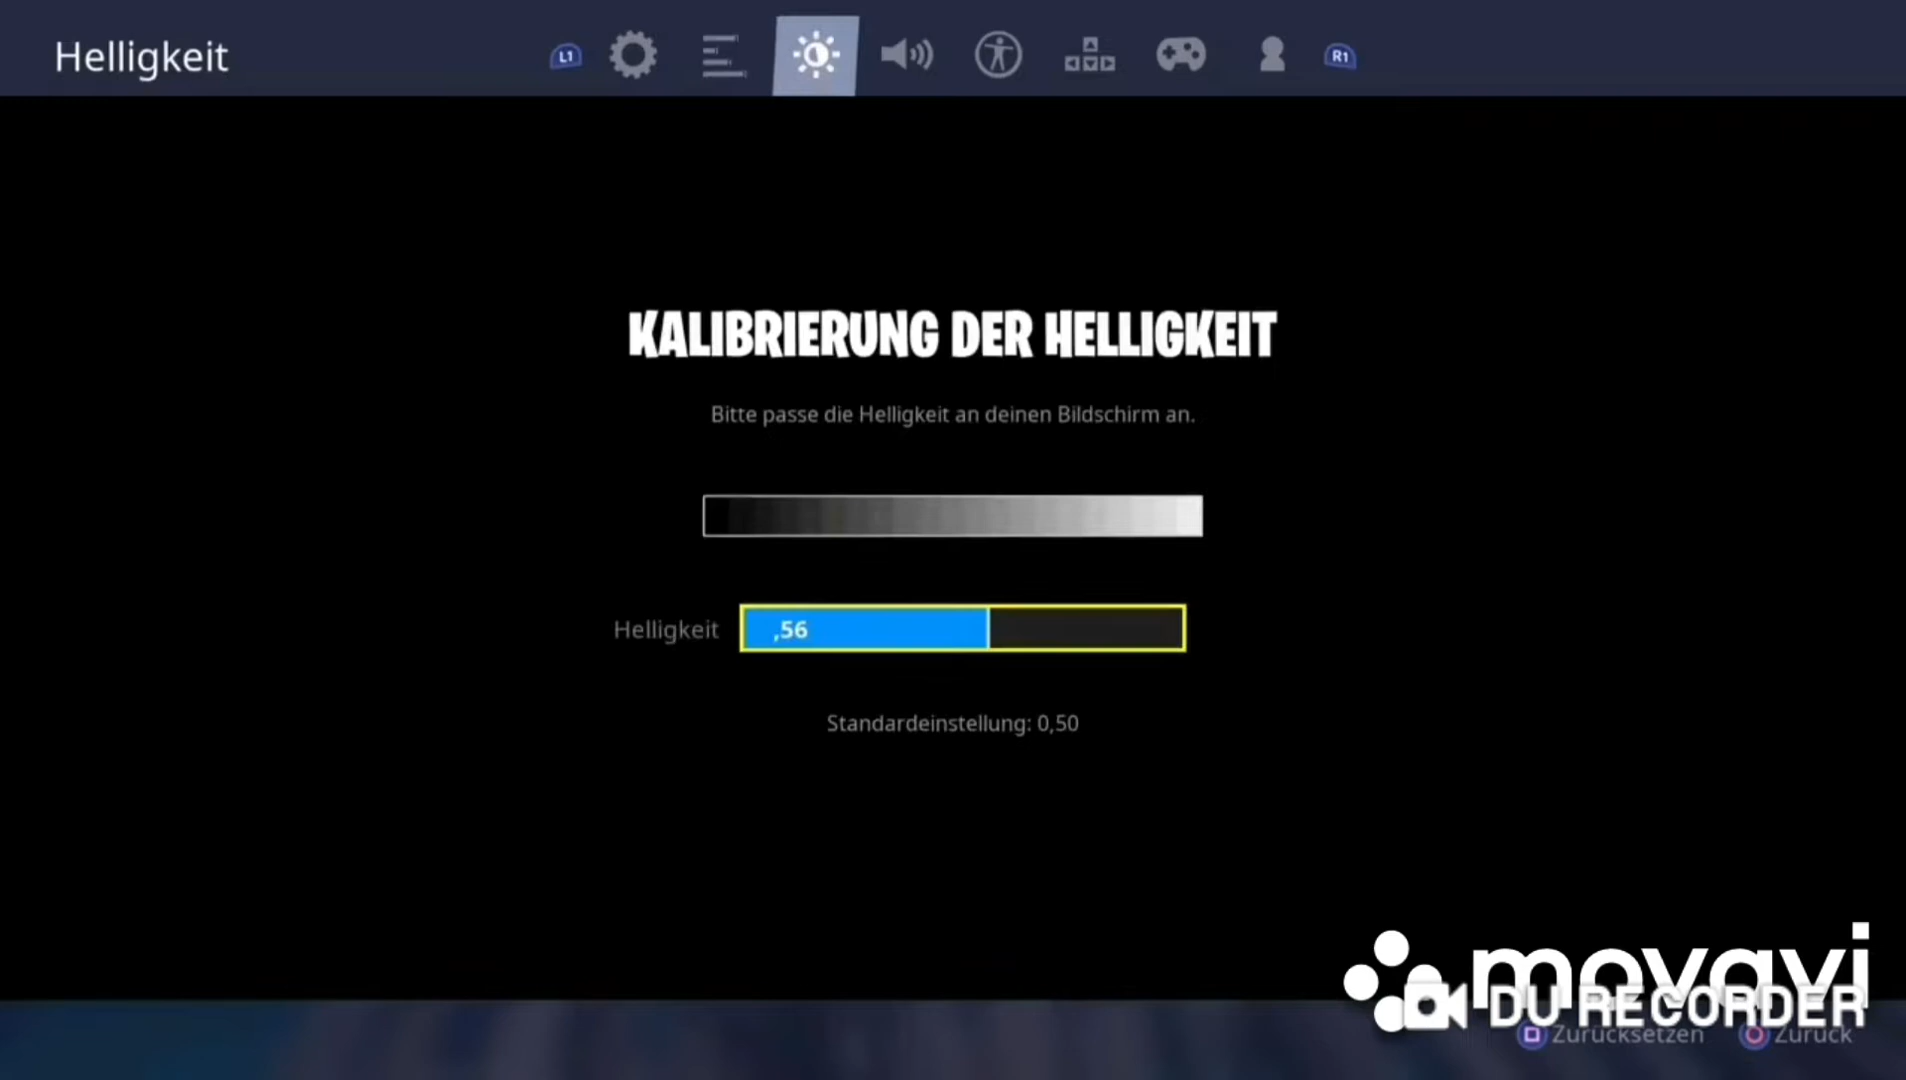 Helligkeit
L1
R1
KALIBRIERUNG DER HELLIGKEIT
Bitte passe die Helligkeit an deinen Bildschirm an.
Helligkeit
,56
Standardeinstellung: 0,50
movavi
DU RECORDER
Zurücksetzen
Zurück